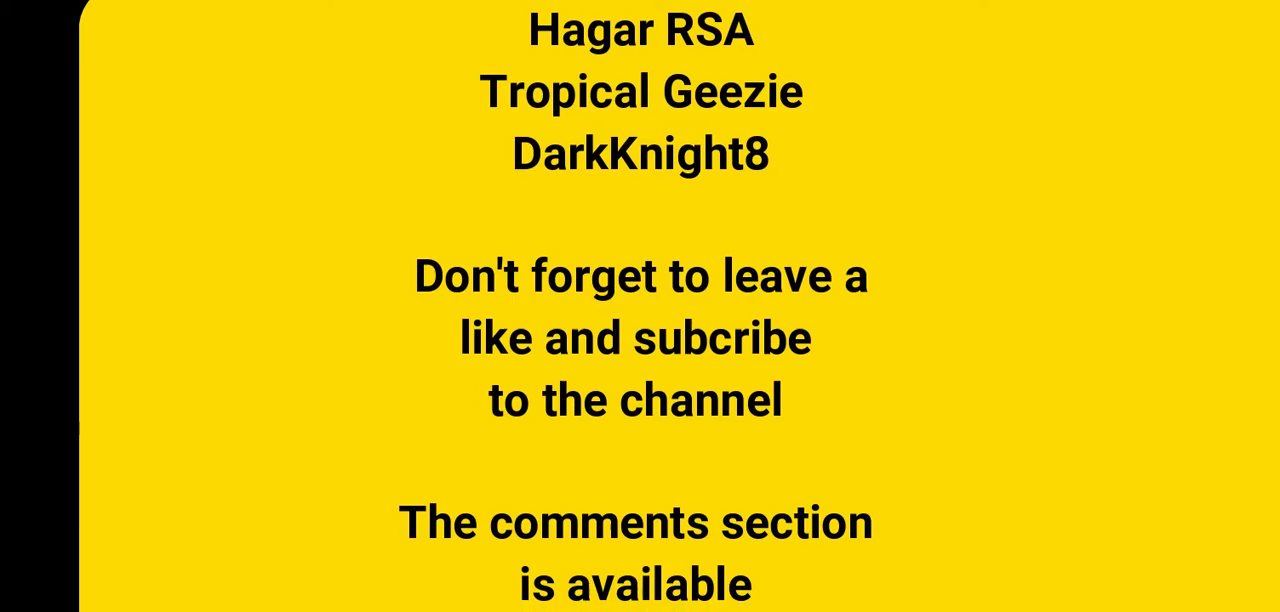 Hagar RSA
Tropical Geezie
DarkKnight8
Don't forget to leave a
like and subcribe
to the channel
The comments section
is available